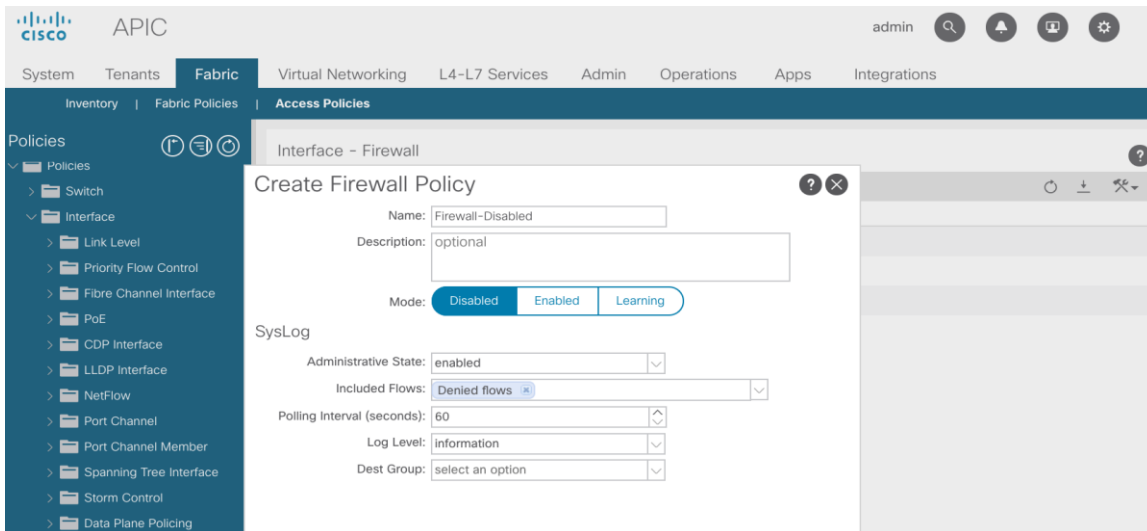 CISCO APIC admin
System Tenants Fabric Virtual Networking L4-L7 Services Admin Operations Apps Integrations
Inventory | Fabric Policies | Access Policies
Policies
Policies
Switch
Interface
Link Level
Priority Flow Control
Fibre Channel Interface
PoE
CDP Interface
LLDP Interface
NetFlow
Port Channel
Port Channel Member
Spanning Tree Interface
Storm Control
Data Plane Policing
Interface - Firewall
?
Create Firewall Policy ?
Name: Firewall-Disabled
Description: optional
Mode: Disabled Enabled Learning
SysLog
Administrative State: enabled
Included Flows: Denied flows
Polling Interval (seconds): 60
Log Level: information
Dest Group: select an option